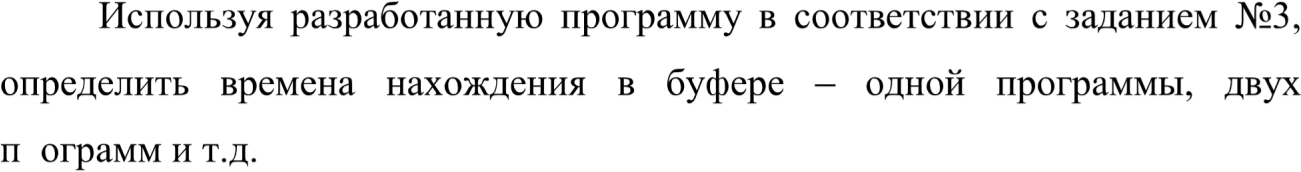 Используя разработанную программу в соответствии с заданием №3,
определить времена нахождения в буфере – одной программы, двух
п ограмм и т.д.